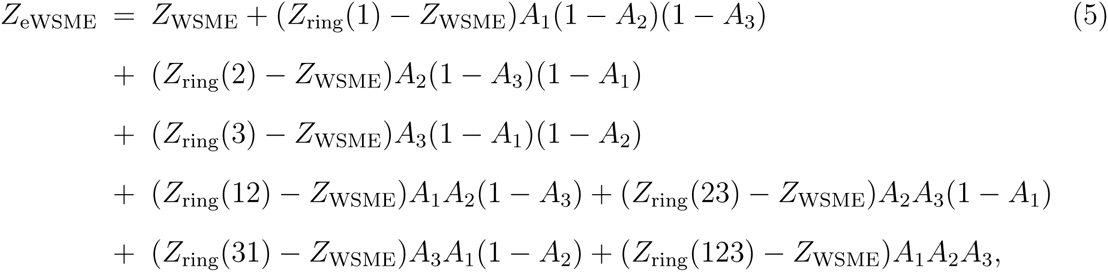 Z_eWSME = Z_WSME + (Z_ring(1) − Z_WSME)A_1(1 − A_2)(1 − A_3) (5)
+ (Z_ring(2) − Z_WSME)A_2(1 − A_3)(1 − A_1)
+ (Z_ring(3) − Z_WSME)A_3(1 − A_1)(1 − A_2)
+ (Z_ring(12) − Z_WSME)A_1A_2(1 − A_3) + (Z_ring(23) − Z_WSME)A_2A_3(1 − A_1)
+ (Z_ring(31) − Z_WSME)A_3A_1(1 − A_2) + (Z_ring(123) − Z_WSME)A_1A_2A_3,